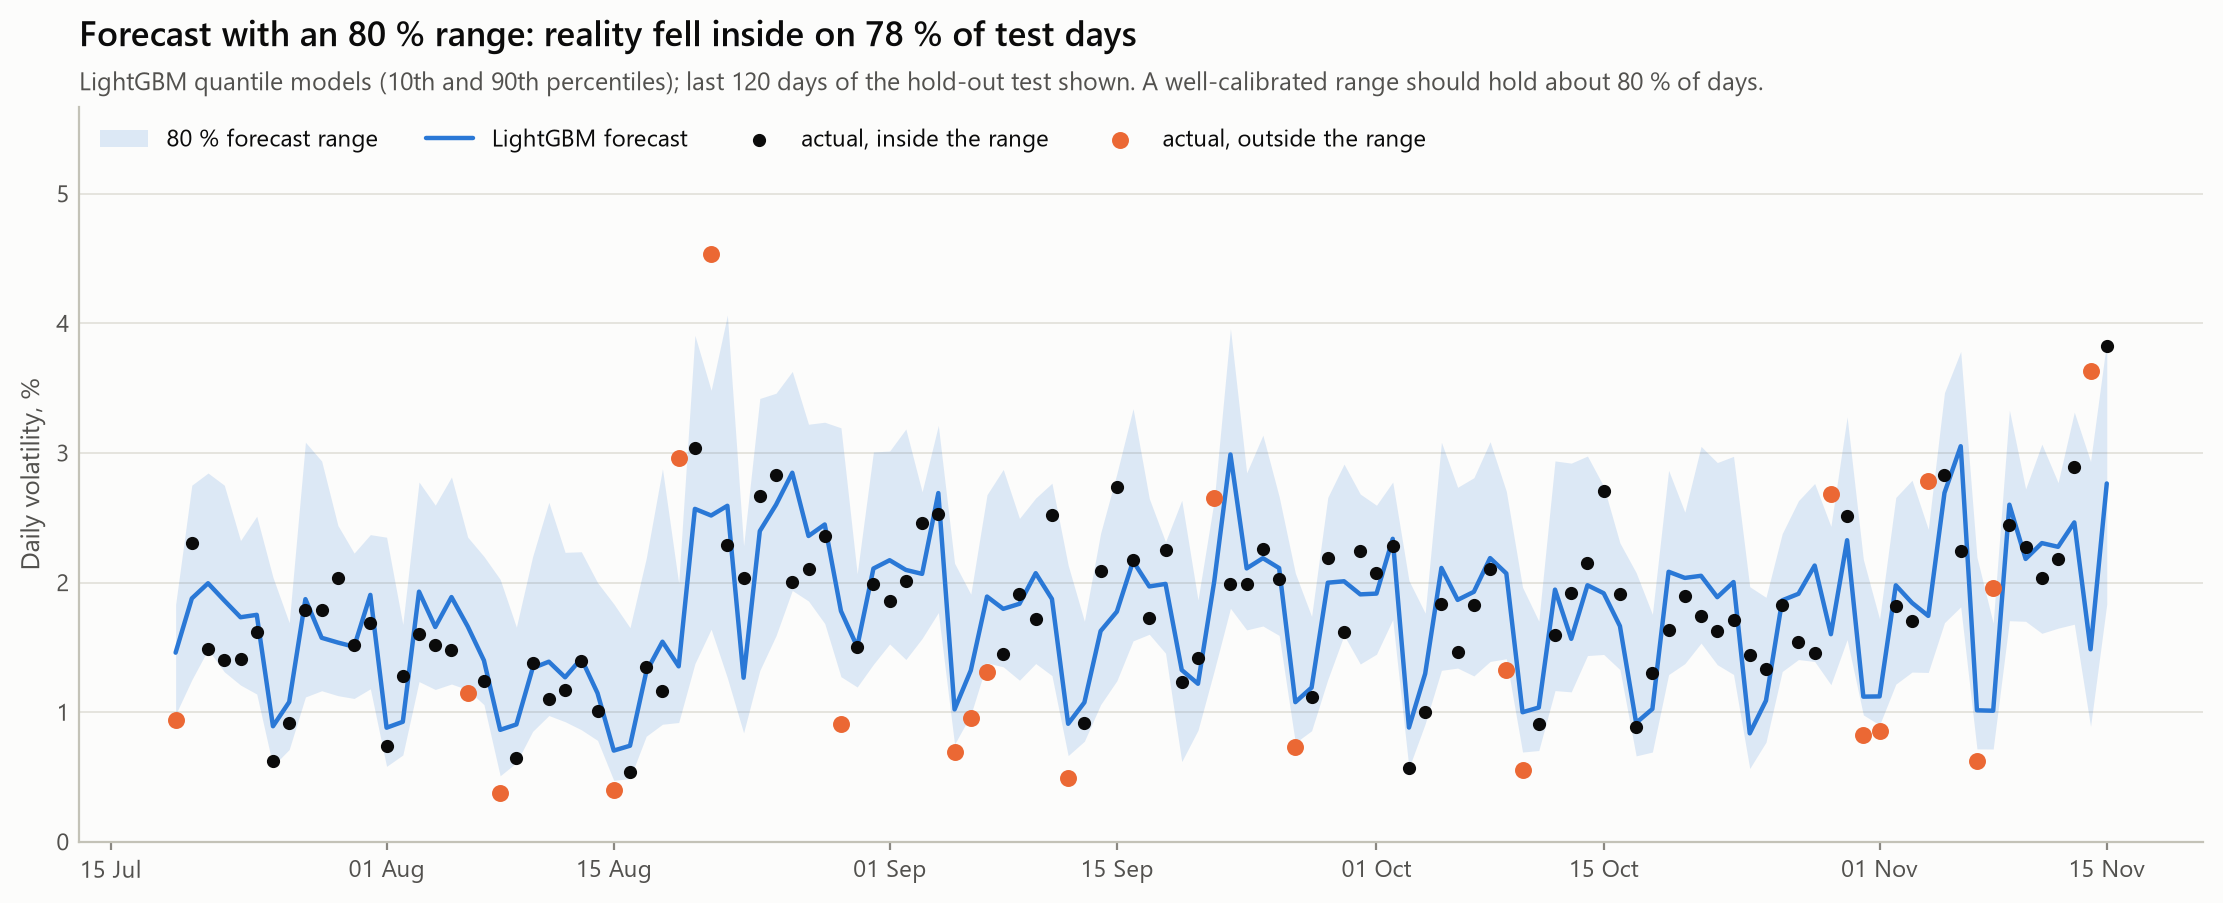 Forecast with an 80 % range: reality fell inside on 78 % of test days
LightGBM quantile models (10th and 90th percentiles); last 120 days of the hold-out test shown. A well-calibrated range should hold about 80 % of days.
80 % forecast range
LightGBM forecast
actual, inside the range
actual, outside the range
Daily volatility, %
5
4
3
2
1
0
15 Jul
01 Aug
15 Aug
01 Sep
15 Sep
01 Oct
15 Oct
01 Nov
15 Nov